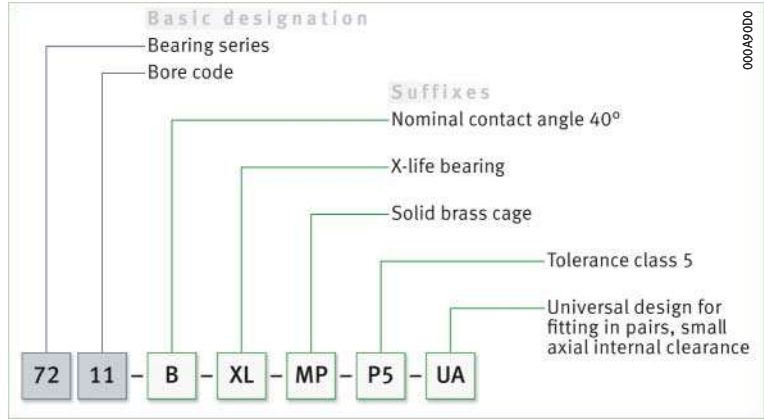 Basic designation
Bearing series
Bore code
Suffixes
Nominal contact angle 40°
X-life bearing
Solid brass cage
Tolerance class 5
Universal design for
fitting in pairs, small
axial internal clearance
72 11 – B – XL – MP – P5 – UA
000A90D0